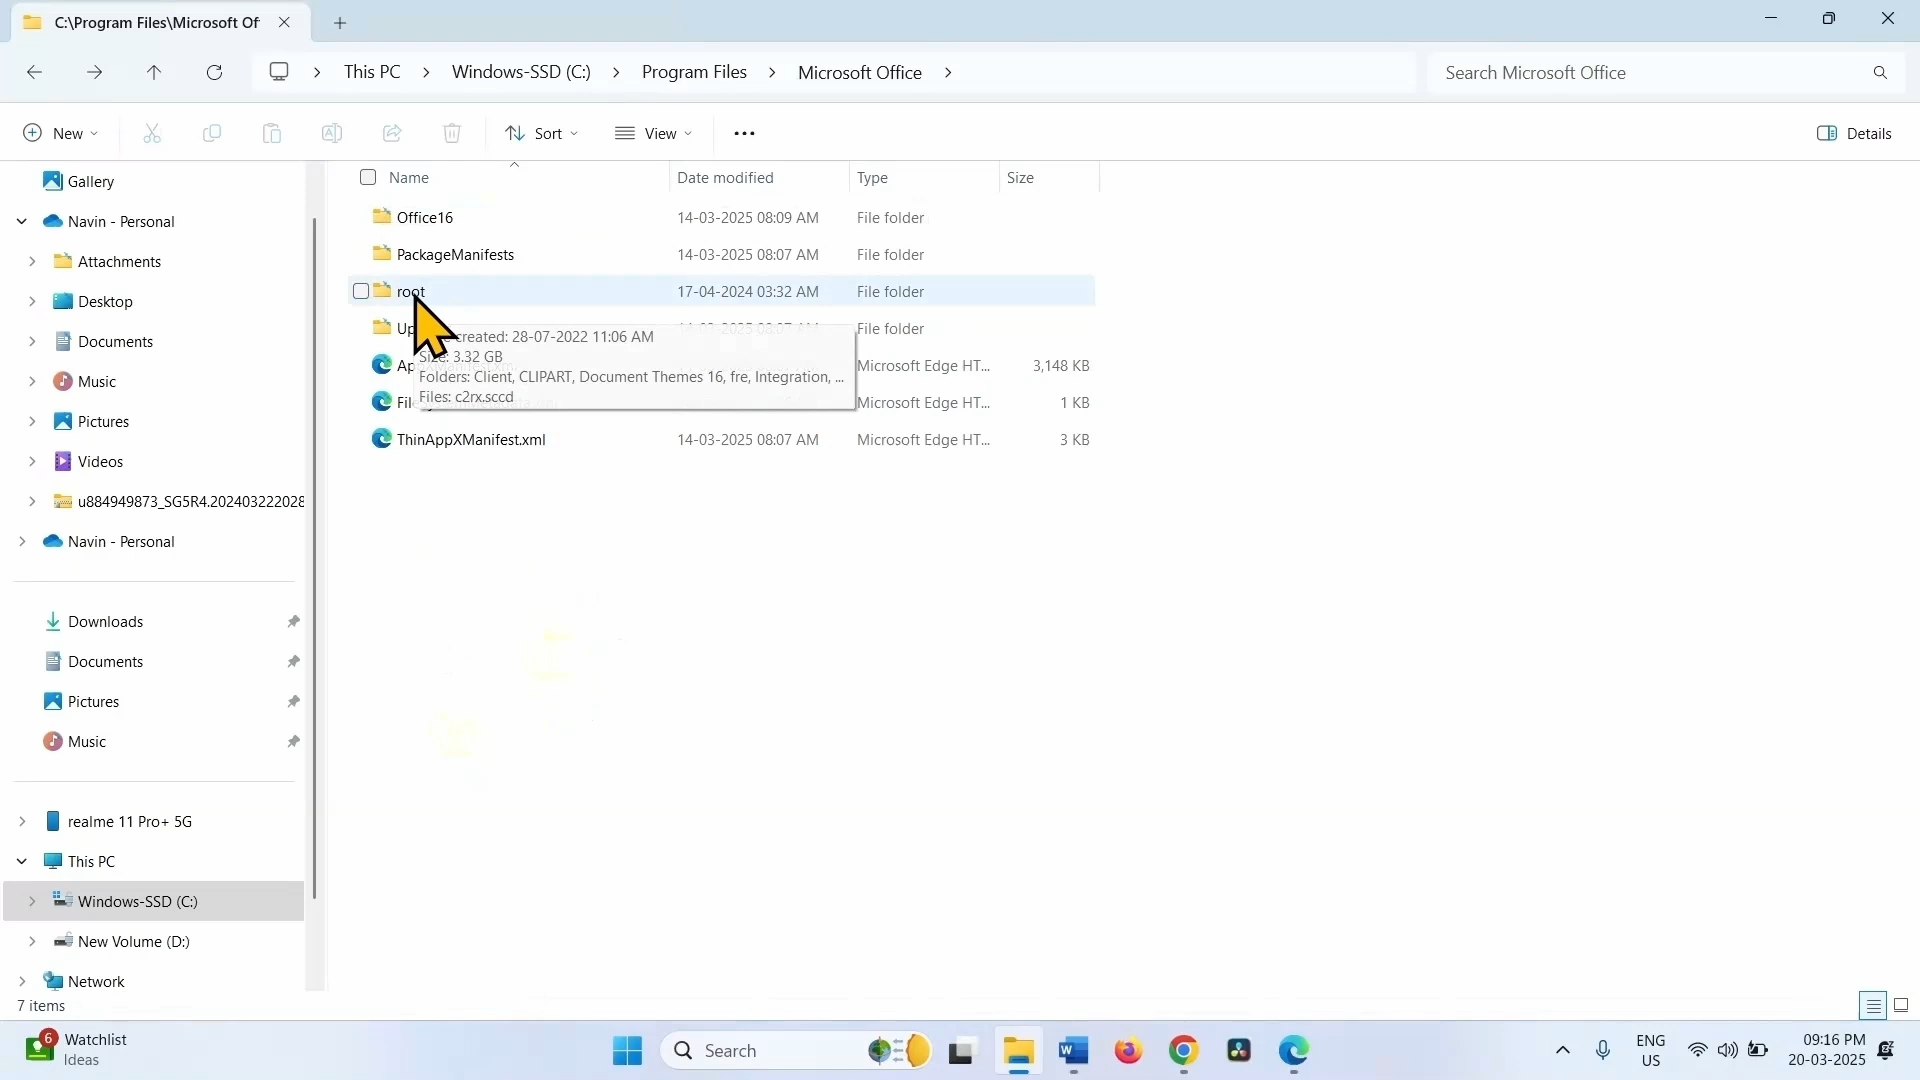 C:\Program Files\Microsoft Of
This PC
Windows-SSD (C:)
Program Files
Microsoft Office
Search Microsoft Office
New
Sort
View
Details
Name
Date modified
Type
Size
Office16
14-03-2025 08:09 AM
File folder
PackageManifests
14-03-2025 08:07 AM
File folder
root
17-04-2024 03:32 AM
File folder
File folder
Microsoft Edge HT...
3,148 KB
Microsoft Edge HT...
1 KB
ThinAppXManifest.xml
14-03-2025 08:07 AM
Microsoft Edge HT...
3 KB
created: 28-07-2022 11:06 AM
Size: 3.32 GB
Folders: Client, CLIPART, Document Themes 16, fre, Integration, ...
Files: c2rx.sccd
Gallery
Navin - Personal
Attachments
Desktop
Documents
Music
Pictures
Videos
u884949873_SG5R4.202403222028
Navin - Personal
Downloads
Documents
Pictures
Music
realme 11 Pro+ 5G
This PC
Windows-SSD (C:)
New Volume (D:)
Network
7 items
6
Watchlist
Ideas
Search
ENG
US
09:16 PM
20-03-2025